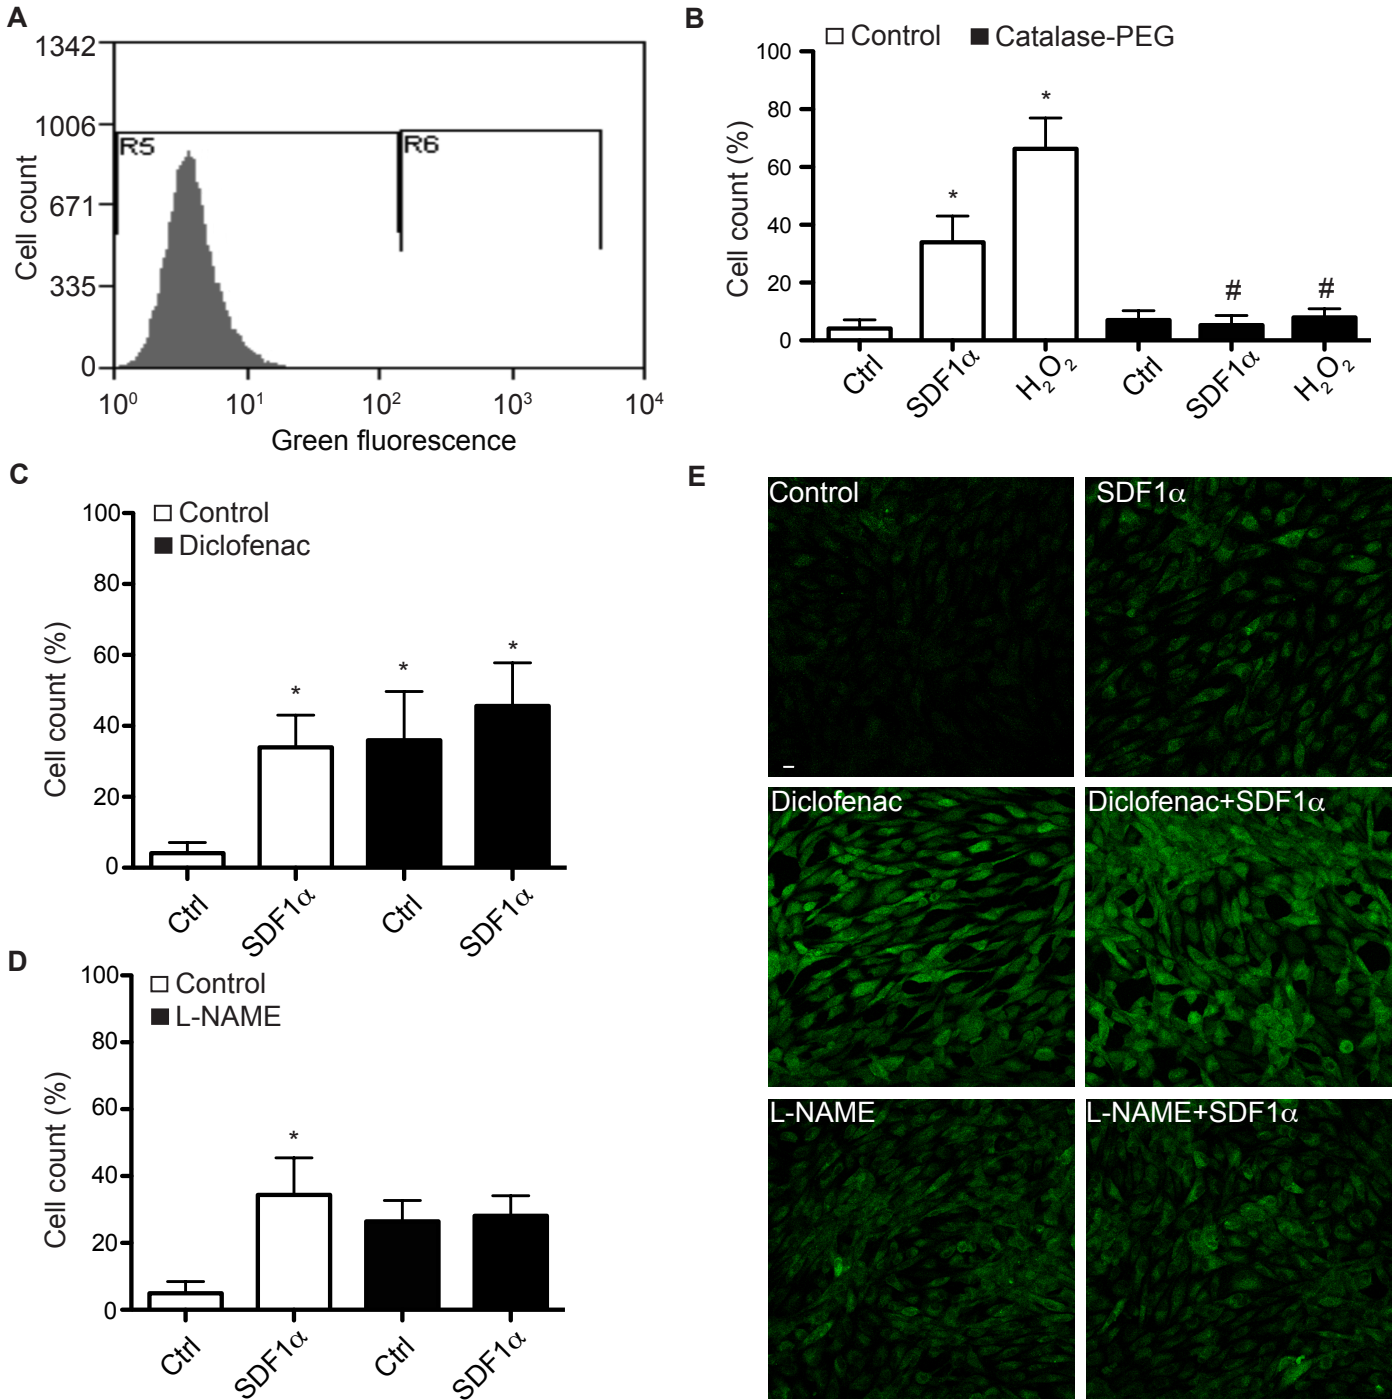 A
1342
1006
671
335
0
Cell count
R5
R6
10⁰ 10¹ 10² 10³ 10⁴
Green fluorescence
B
Control Catalase-PEG
100
80
60
40
20
0
Cell count (%)
*
*
#
#
Ctrl SDF1α H₂O₂ Ctrl SDF1α H₂O₂
C
Control
Diclofenac
100
80
60
40
20
0
Cell count (%)
*
*
*
Ctrl SDF1α Ctrl SDF1α
D
Control
L-NAME
100
80
60
40
20
0
Cell count (%)
*
Ctrl SDF1α Ctrl SDF1α
E
Control
SDF1α
Diclofenac
Diclofenac+SDF1α
L-NAME
L-NAME+SDF1α